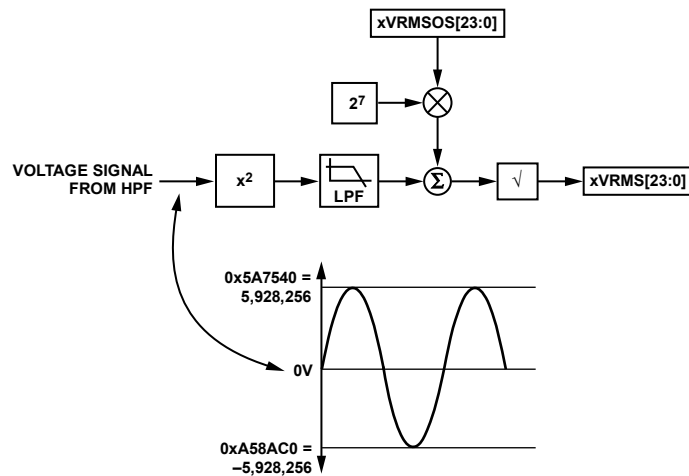 xVRMSOS[23:0]
2⁷
VOLTAGE SIGNAL
FROM HPF
x²
LPF
Σ
√
xVRMS[23:0]
0x5A7540 =
5,928,256
0V
0xA58AC0 =
–5,928,256